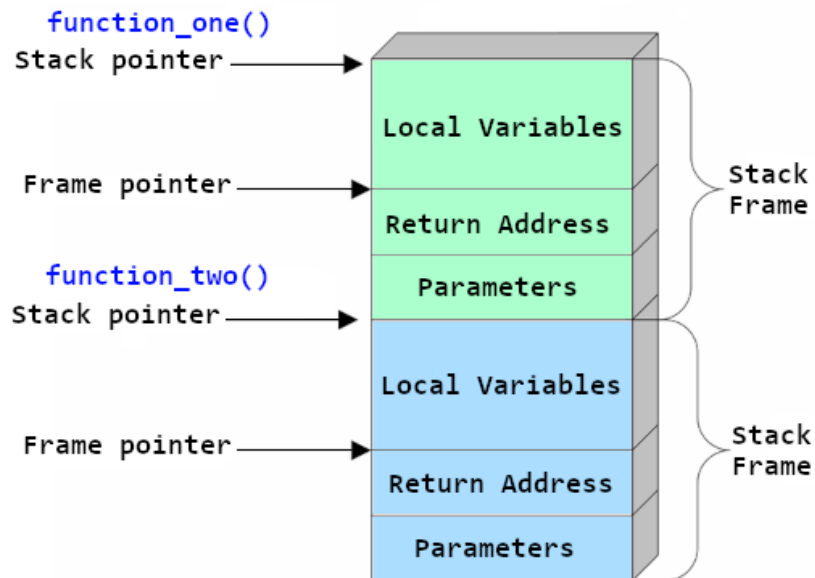 function_one()
Stack pointer
Local Variables
Frame pointer
Stack
Frame
Return Address
function_two()
Parameters
Stack pointer
Local Variables
Frame pointer
Stack
Frame
Return Address
Parameters